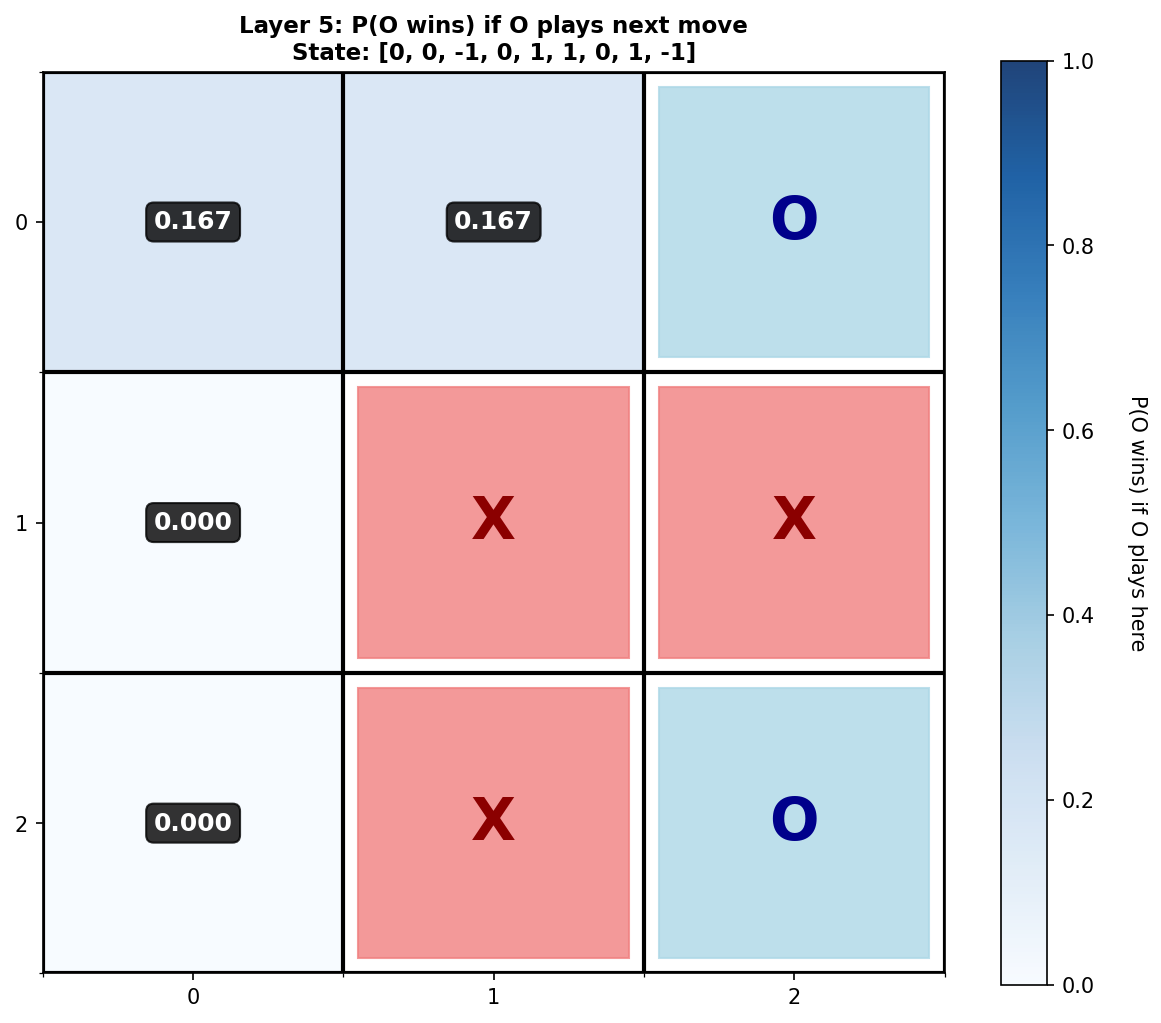 Layer 5: P(O wins) if O plays next move
State: [0, 0, -1, 0, 1, 1, 0, 1, -1]
0
0.167
0.167
O
1
0.000
X
X
2
0.000
X
O
0
1
2
1.0
0.8
0.6
0.4
0.2
0.0
P(O wins) if O plays here